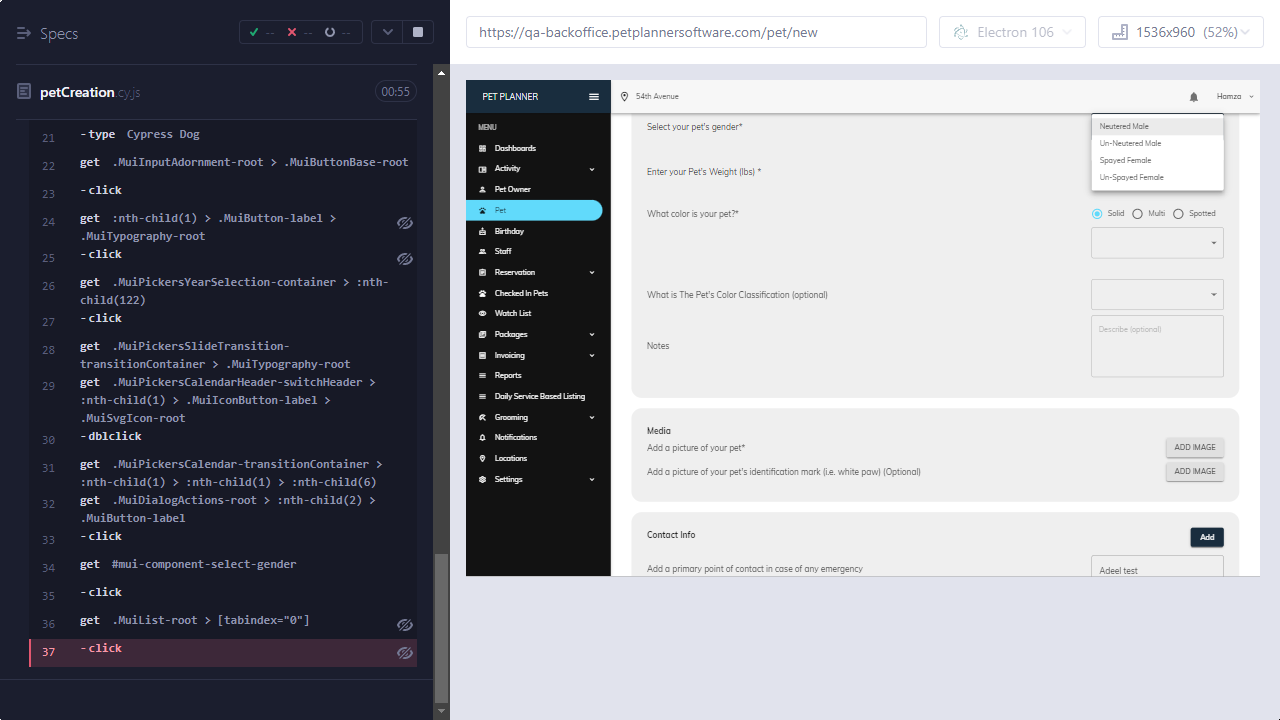 Specs
--
--
--
petCreation.cy.js
00:55
21 -type Cypress Dog
22 get .MuiInputAdornment-root > .MuiButtonBase-root
23 -click
24 get :nth-child(1) > .MuiButton-label >
.MuiTypography-root
25 -click
26 get .MuiPickersYearSelection-container > :nth-
child(122)
27 -click
28 get .MuiPickersSlideTransition-
transitionContainer > .MuiTypography-root
29 get .MuiPickersCalendarHeader-switchHeader >
:nth-child(1) > .MuiIconButton-label >
.MuiSvgIcon-root
30 -dblclick
31 get .MuiPickersCalendar-transitionContainer >
:nth-child(1) > :nth-child(1) > :nth-child(6)
32 get .MuiDialogActions-root > :nth-child(2) >
.MuiButton-label
33 -click
34 get #mui-component-select-gender
35 -click
36 get .MuiList-root > [tabindex="0"]
37 -click
https://qa-backoffice.petplannersoftware.com/pet/new
Electron 106
1536x960 (52%)
PET PLANNER
54th Avenue
Hamza
MENU
Dashboards
Activity
Pet Owner
Pet
Birthday
Staff
Reservation
Checked In Pets
Watch List
Packages
Invoicing
Reports
Daily Service Based Listing
Grooming
Notifications
Locations
Settings
Select your pet's gender*
Neutered Male
Un-Neutered Male
Spayed Female
Un-Spayed Female
Enter your Pet's Weight (lbs) *
What color is your pet?*
Solid
Multi
Spotted
What is The Pet's Color Classification (optional)
Notes
Describe (optional)
Media
Add a picture of your pet*
ADD IMAGE
Add a picture of your pet's identification mark (i.e. white paw) (Optional)
ADD IMAGE
Contact Info
Add
Add a primary point of contact in case of any emergency
Adeel test